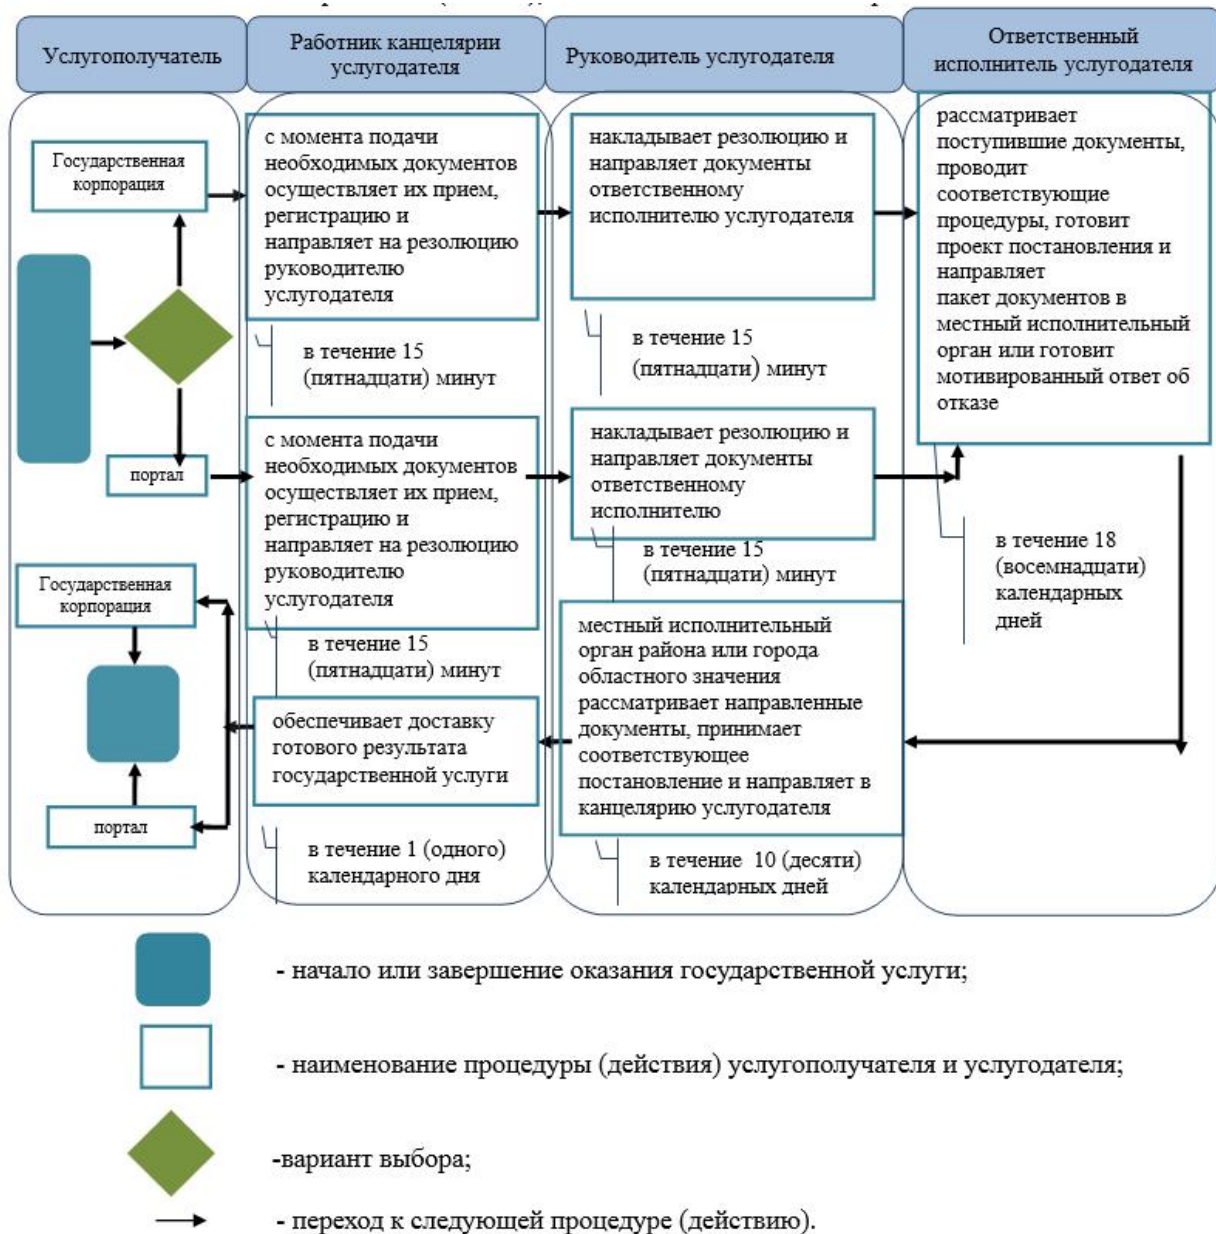 Услугополучатель
Работник канцелярии
услугодателя
Руководитель услугодателя
Ответственный
исполнитель услугодателя
Государственная
корпорация
с момента подачи
необходимых документов
осуществляет их прием,
регистрацию и
направляет на резолюцию
руководителю
услугодателя
в течение 15
(пятнадцати) минут
накладывает резолюцию и
направляет документы
ответственному
исполнителю услугодателя
в течение 15
(пятнадцати) минут
рассматривает
поступившие документы,
проводит
соответствующие
процедуры, готовит
проект постановления и
направляет
пакет документов в
местный исполнительный
орган или готовит
мотивированный ответ об
отказе
в течение 18
(восемнадцати)
календарных
дней
портал
с момента подачи
необходимых документов
осуществляет их прием,
регистрацию и
направляет на резолюцию
руководителю
услугодателя
в течение 15
(пятнадцати) минут
накладывает резолюцию и
направляет документы
ответственному
исполнителю
в течение 15
(пятнадцати) минут
местный исполнительный
орган района или города
областного значения
рассматривает направленные
документы, принимает
соответствующее
постановление и направляет в
канцелярию услугодателя
в течение 10 (десяти)
календарных дней
обеспечивает доставку
готового результата
государственной услуги
в течение 1 (одного)
календарного дня
Государственная
корпорация
портал
- начало или завершение оказания государственной услуги;
- наименование процедуры (действия) услугополучателя и услугодателя;
-вариант выбора;
- переход к следующей процедуре (действию).